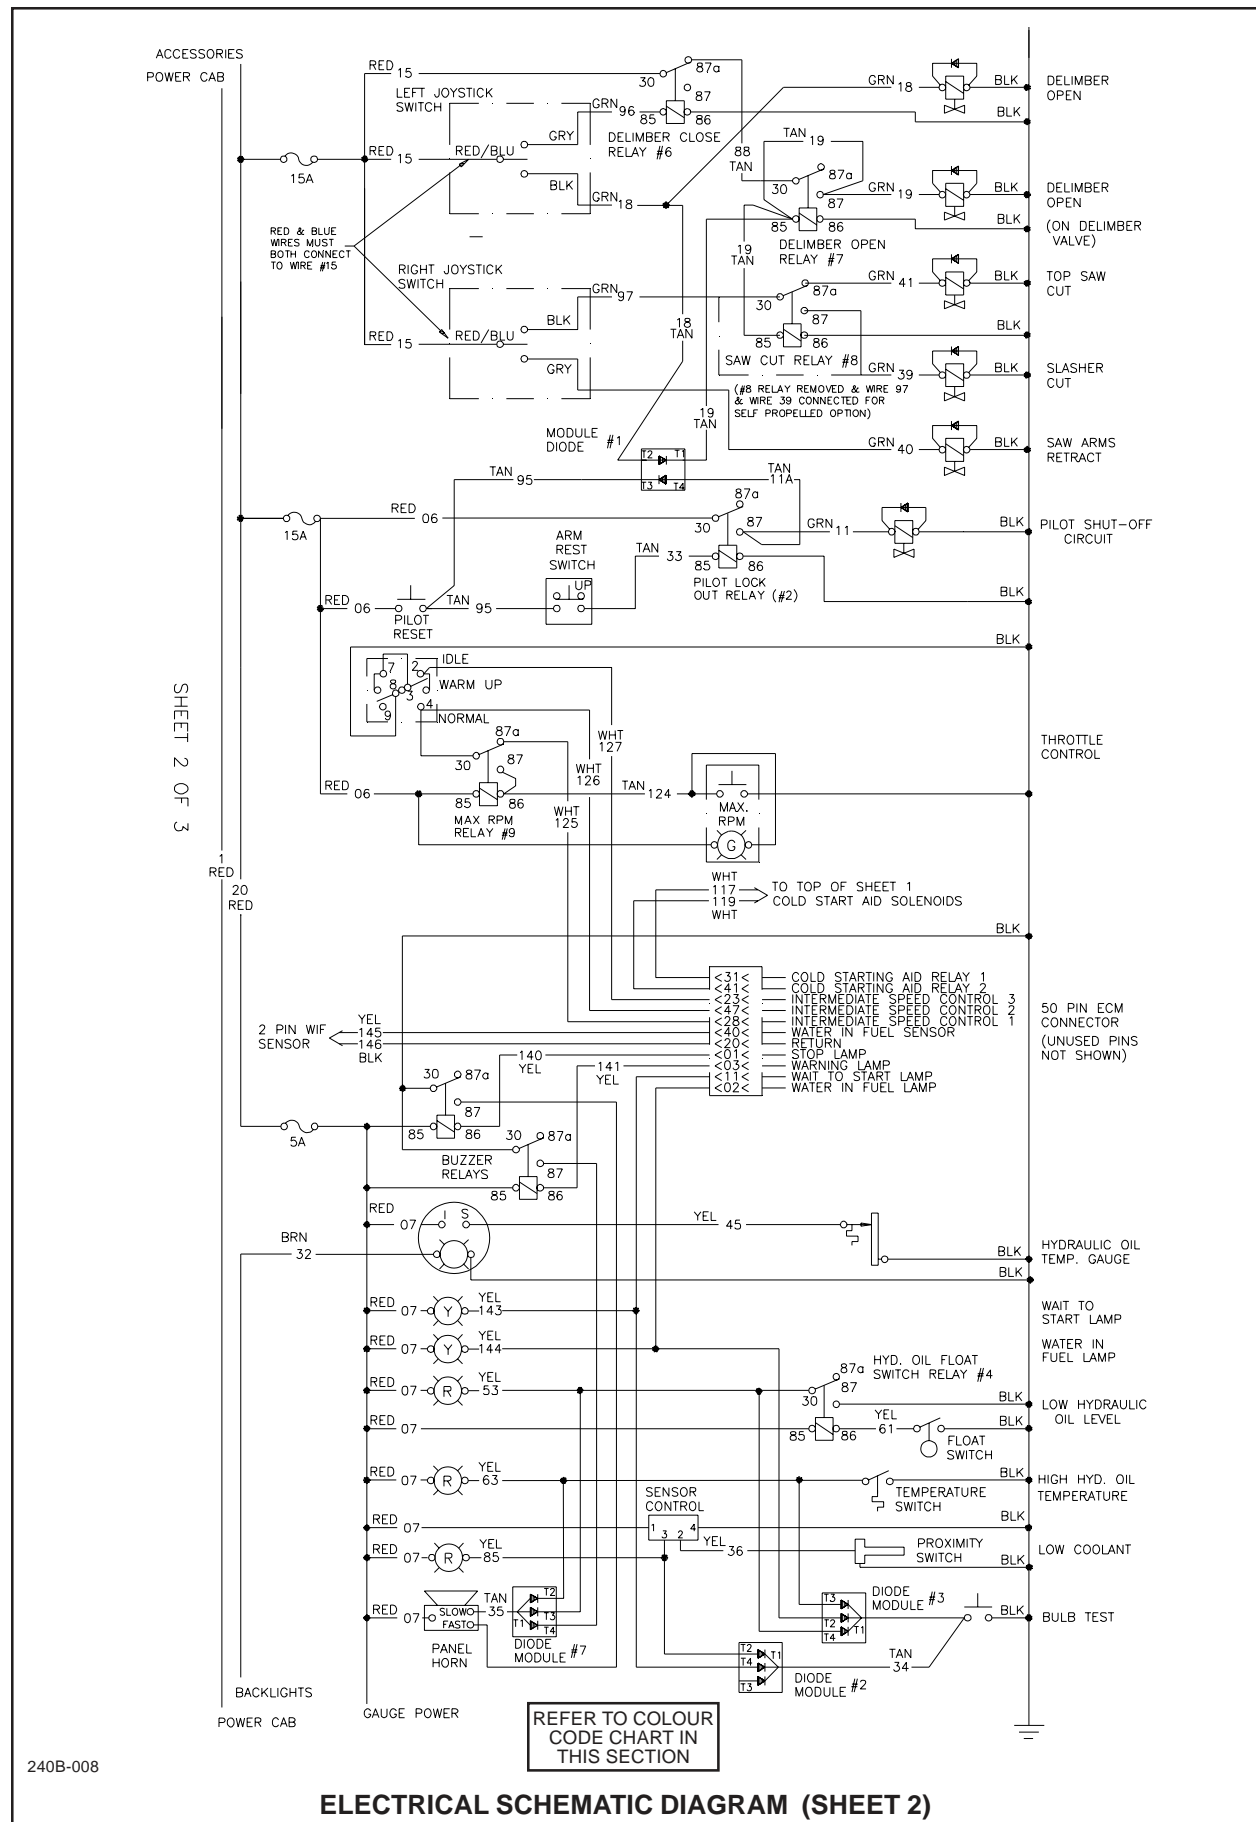 ACCESSORIES
POWER CAB
RED 15
30
87a
87
85
86
DELIMBER CLOSE
RELAY #6
GRN 18
BLK
DELIMBER
OPEN
BLK
LEFT JOYSTICK
SWITCH
GRN 96
GRY
RED 15
RED/BLU
BLK
GRN 18
15A
88
TAN
TAN 19
30
87a
87
85
86
DELIMBER OPEN
RELAY #7
GRN 19
BLK
DELIMBER
OPEN
BLK
(ON DELIMBER
VALVE)
RED & BLUE
WIRES MUST
BOTH CONNECT
TO WIRE #15
RIGHT JOYSTICK
SWITCH
19
TAN
GRN 97
30
87a
87
85
86
GRN 41
BLK
TOP SAW
CUT
BLK
BLK
RED 15
RED/BLU
GRY
18
TAN
SAW CUT RELAY #8
GRN 39
BLK
SLASHER
CUT
(#8 RELAY REMOVED & WIRE 97
& WIRE 39 CONNECTED FOR
SELF PROPELLED OPTION)
19
TAN
GRN 40
BLK
SAW ARMS
RETRACT
MODULE
DIODE #1
T2
T1
T3
T4
TAN 95
TAN
11A
15A
RED 06
30
87a
87
GRN 11
BLK
PILOT SHUT-OFF
CIRCUIT
ARM
REST
SWITCH
UP
TAN 33
85
86
PILOT LOCK
OUT RELAY (#2)
BLK
RED 06
PILOT
RESET
TAN 95
BLK
7
2
IDLE
8
3
WARM UP
9
4
NORMAL
SHEET 2 OF 3
WHT
127
WHT
126
WHT
125
30
87a
87
85
86
RED 06
MAX RPM
RELAY #9
TAN 124
MAX.
RPM
G
THROTTLE
CONTROL
1
RED
20
RED
WHT
117
119
WHT
TO TOP OF SHEET 1
COLD START AID SOLENOIDS
BLK
<31< COLD STARTING AID RELAY 1
<41< COLD STARTING AID RELAY 2
<23< INTERMEDIATE SPEED CONTROL 3
<47< INTERMEDIATE SPEED CONTROL 2
<28< INTERMEDIATE SPEED CONTROL 1
<40< WATER IN FUEL SENSOR
<20< RETURN
<01< STOP LAMP
<03< WARNING LAMP
<11< WAIT TO START LAMP
<02< WATER IN FUEL LAMP
50 PIN ECM
CONNECTOR
(UNUSED PINS
NOT SHOWN)
2 PIN WIF
SENSOR
YEL
145
146
BLK
140
YEL
141
YEL
30
87a
87
85
86
5A
BUZZER
RELAYS
30
87a
87
85
86
RED 07
I
S
YEL 45
BLK
HYDRAULIC OIL
TEMP. GAUGE
BRN
32
BLK
RED 07
Y
YEL
143
WAIT TO
START LAMP
RED 07
Y
YEL
144
WATER IN
FUEL LAMP
RED 07
R
YEL
53
87a
87
30
HYD. OIL FLOAT
SWITCH RELAY #4
BLK
LOW HYDRAULIC
OIL LEVEL
RED 07
85
86
YEL
61
BLK
FLOAT
SWITCH
RED 07
R
YEL
63
TEMPERATURE
SWITCH
BLK
HIGH HYD. OIL
TEMPERATURE
SENSOR
CONTROL
RED 07
1
3
2
4
BLK
RED 07
R
YEL
85
YEL 36
PROXIMITY
SWITCH
BLK
LOW COOLANT
RED 07
SLOW
FAST
TAN
35
T2
T1
T3
T4
PANEL
HORN
DIODE
MODULE #7
T3
T2
T4
T1
DIODE
MODULE #3
BLK
BULB TEST
T2
T4
T3
T1
DIODE
MODULE #2
TAN
34
BACKLIGHTS
POWER CAB
GAUGE POWER
REFER TO COLOUR
CODE CHART IN
THIS SECTION
240B-008
ELECTRICAL SCHEMATIC DIAGRAM (SHEET 2)